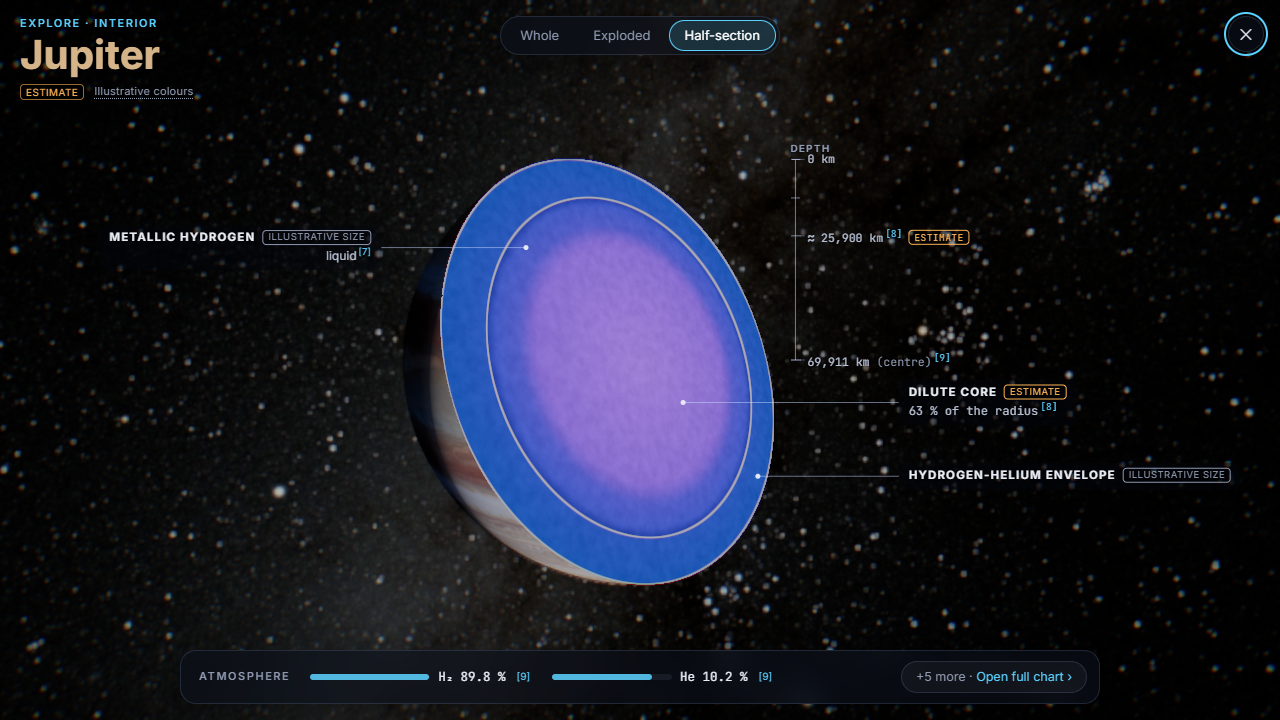 EXPLORE · INTERIOR
Jupiter
ESTIMATE Illustrative colours
Whole Exploded Half-section
DEPTH
0 km
≈ 25,900 km [8] ESTIMATE
69,911 km (centre) [9]
METALLIC HYDROGEN ILLUSTRATIVE SIZE
liquid [7]
DILUTE CORE ESTIMATE
63 % of the radius [8]
HYDROGEN-HELIUM ENVELOPE ILLUSTRATIVE SIZE
ATMOSPHERE H₂ 89.8 % [9] He 10.2 % [9] +5 more · Open full chart ›